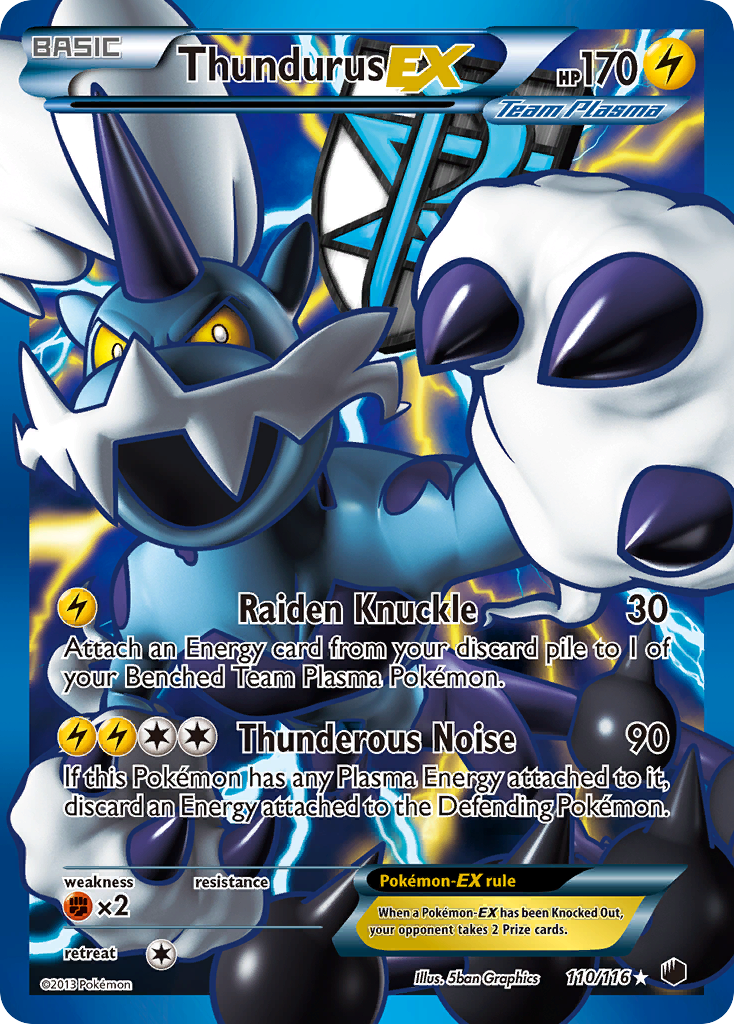 BASIC
Thundurus EX
HP170
Team Plasma
Raiden Knuckle 30
Attach an Energy card from your discard pile to 1 of
your Benched Team Plasma Pokémon.
Thunderous Noise 90
If this Pokémon has any Plasma Energy attached to it,
discard an Energy attached to the Defending Pokémon.
weakness resistance
×2
Pokémon-EX rule
When a Pokémon-EX has been Knocked Out,
your opponent takes 2 Prize cards.
retreat
©2013 Pokémon
Illus. 5ban Graphics
110/116★